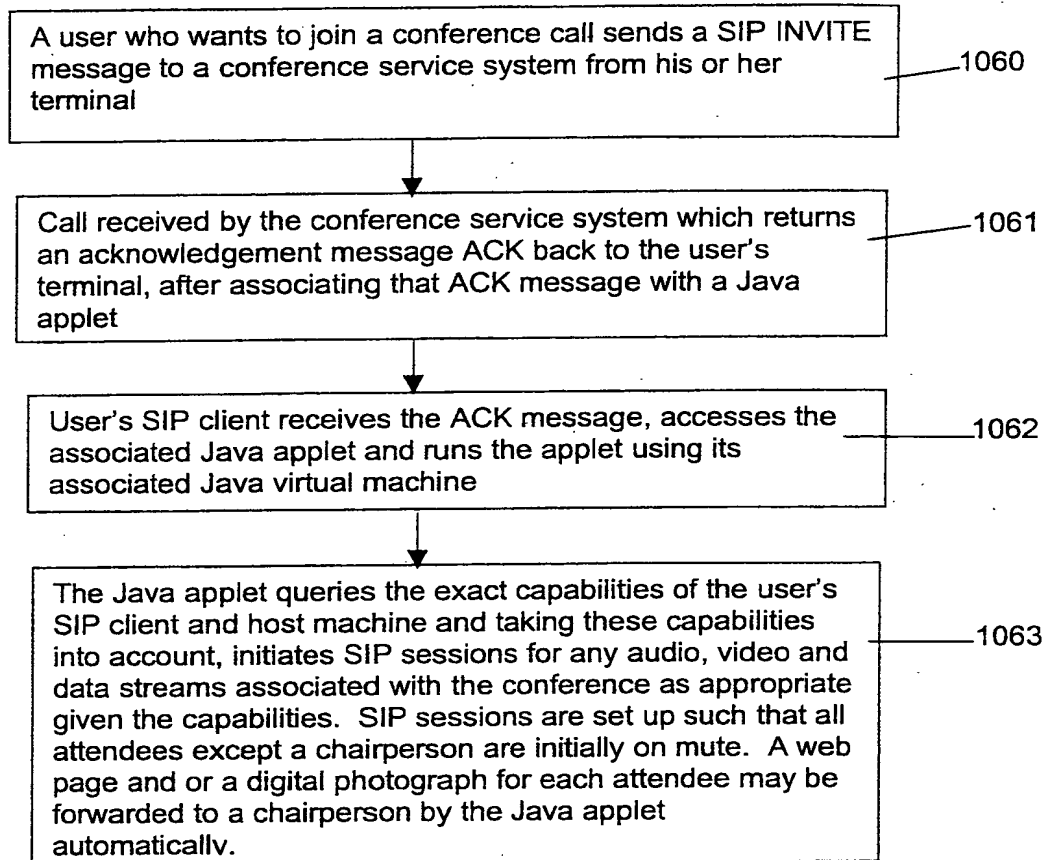 A user who wants to join a conference call sends a SIP INVITE
message to a conference service system from his or her
terminal
1060
Call received by the conference service system which returns
an acknowledgement message ACK back to the user's
terminal, after associating that ACK message with a Java
applet
1061
User's SIP client receives the ACK message, accesses the
associated Java applet and runs the applet using its
associated Java virtual machine
1062
The Java applet queries the exact capabilities of the user's
SIP client and host machine and taking these capabilities
into account, initiates SIP sessions for any audio, video and
data streams associated with the conference as appropriate
given the capabilities. SIP sessions are set up such that all
attendees except a chairperson are initially on mute. A web
page and or a digital photograph for each attendee may be
forwarded to a chairperson by the Java applet
automatically.
1063